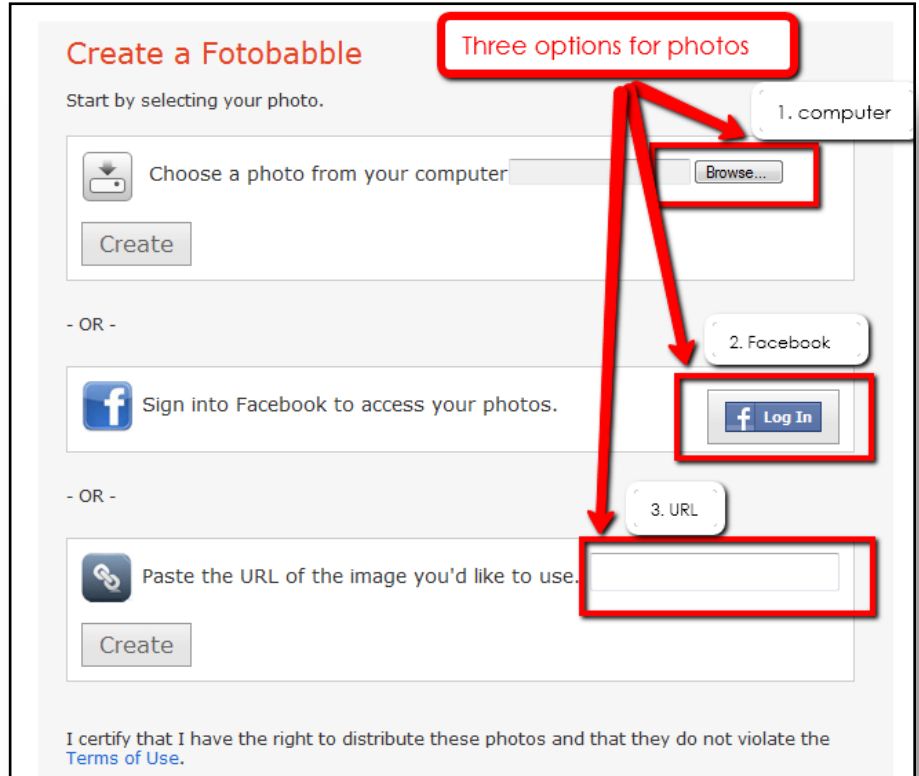 Create a Fotobabble
Three options for photos
Start by selecting your photo.
1. computer
Choose a photo from your computer
Browse...
Create
- OR -
2. Facebook
Sign into Facebook to access your photos.
f Log In
- OR -
3. URL
Paste the URL of the image you'd like to use.
Create
I certify that I have the right to distribute these photos and that they do not violate the
Terms of Use.